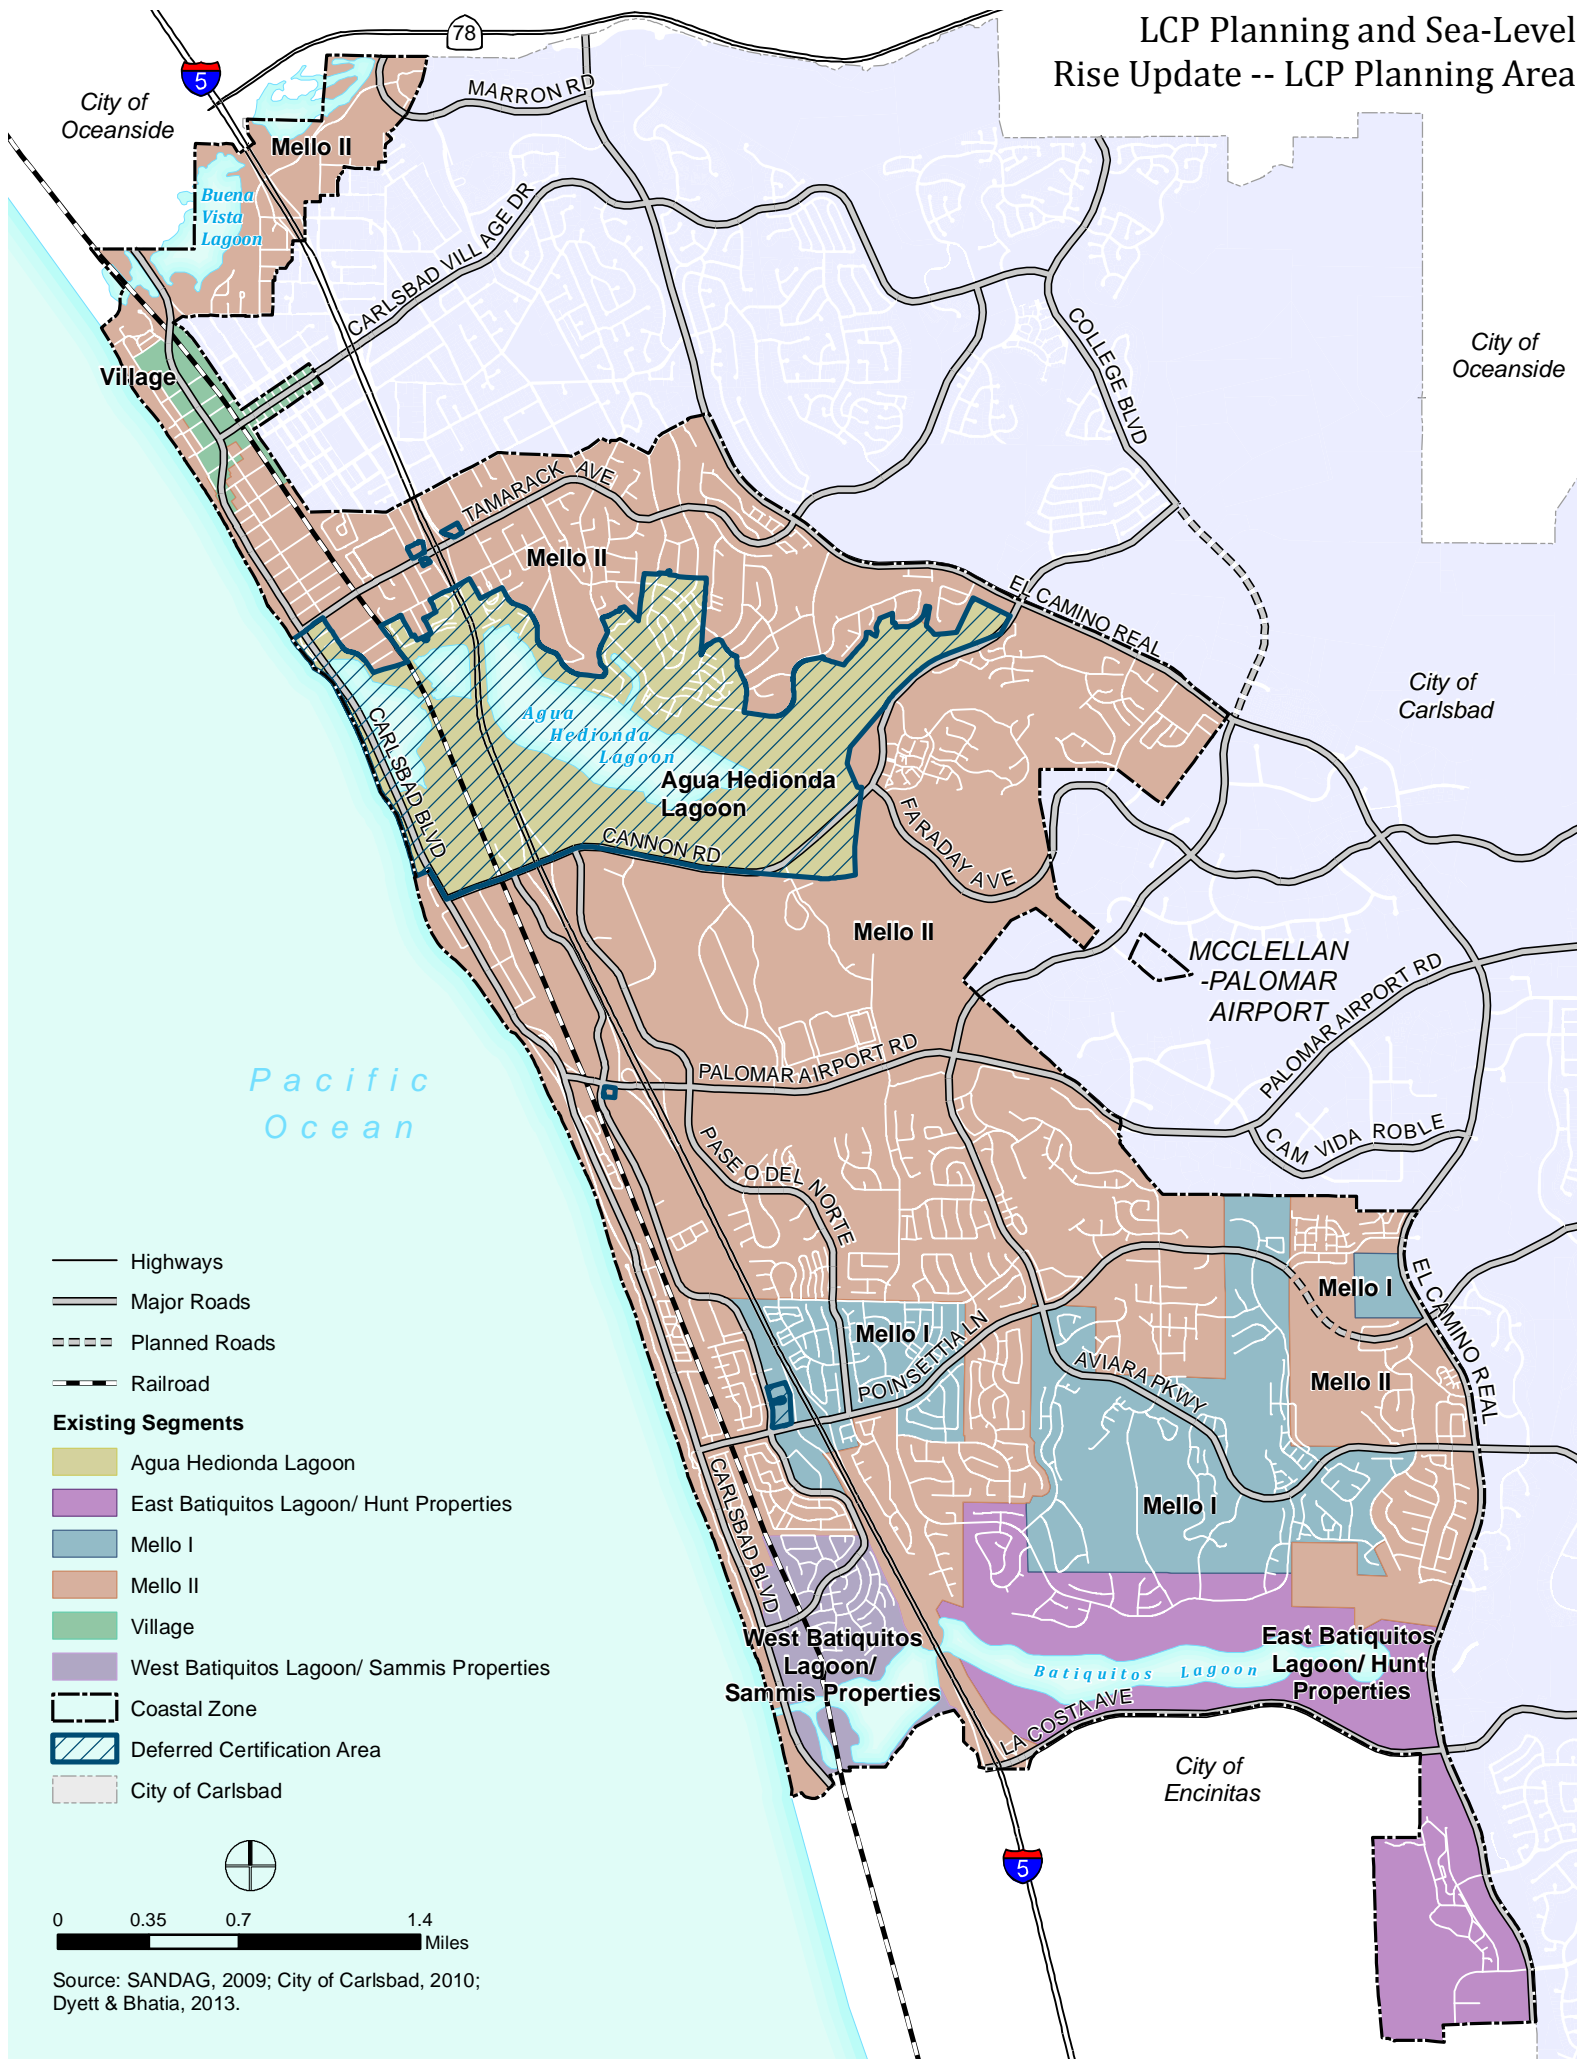 LCP Planning and Sea-Level
Rise Update -- LCP Planning Area
78
5
City of
Oceanside
MARRON RD
Mello II
Buena
Vista
Lagoon
CARLSBAD VILLAGE DR
COLLEGE BLVD
City of
Oceanside
Village
TAMARACK AVE
Mello II
EL CAMINO REAL
City of
Carlsbad
Agua
Hedionda
Lagoon
Agua Hedionda
Lagoon
CARLSBAD BLVD
CANNON RD
FARADAY AVE
Mello II
MCCLELLAN
-PALOMAR
AIRPORT
PALOMAR AIRPORT RD
PALOMAR AIRPORT RD
Pacific
Ocean
CAM VIDA ROBLE
PASEO DEL NORTE
Mello I
EL CAMINO REAL
Mello I
POINSETTIA LN
AVIARA PKWY
Mello II
CARLSBAD BLVD
Mello I
West Batiquitos
Lagoon/
Sammis Properties
Batiquitos Lagoon
East Batiquitos
Lagoon/ Hunt
Properties
LA COSTA AVE
City of
Encinitas
5
Highways
Major Roads
Planned Roads
Railroad
Existing Segments
Agua Hedionda Lagoon
East Batiquitos Lagoon/ Hunt Properties
Mello I
Mello II
Village
West Batiquitos Lagoon/ Sammis Properties
Coastal Zone
Deferred Certification Area
City of Carlsbad
0 0.35 0.7 1.4
Miles
Source: SANDAG, 2009; City of Carlsbad, 2010;
Dyett & Bhatia, 2013.